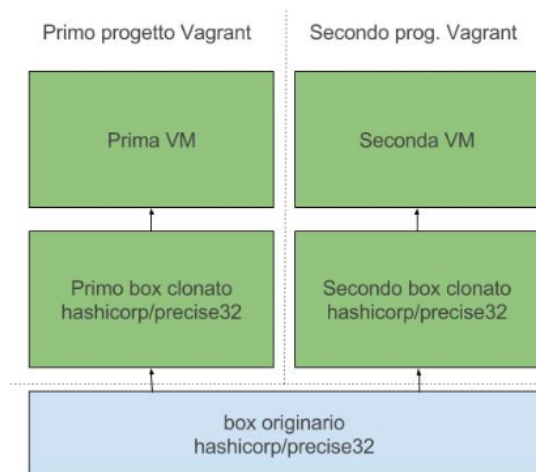 Primo progetto Vagrant
Secondo prog. Vagrant
Prima VM
Seconda VM
Primo box clonato
hashicorp/precise32
Secondo box clonato
hashicorp/precise32
box originario
hashicorp/precise32